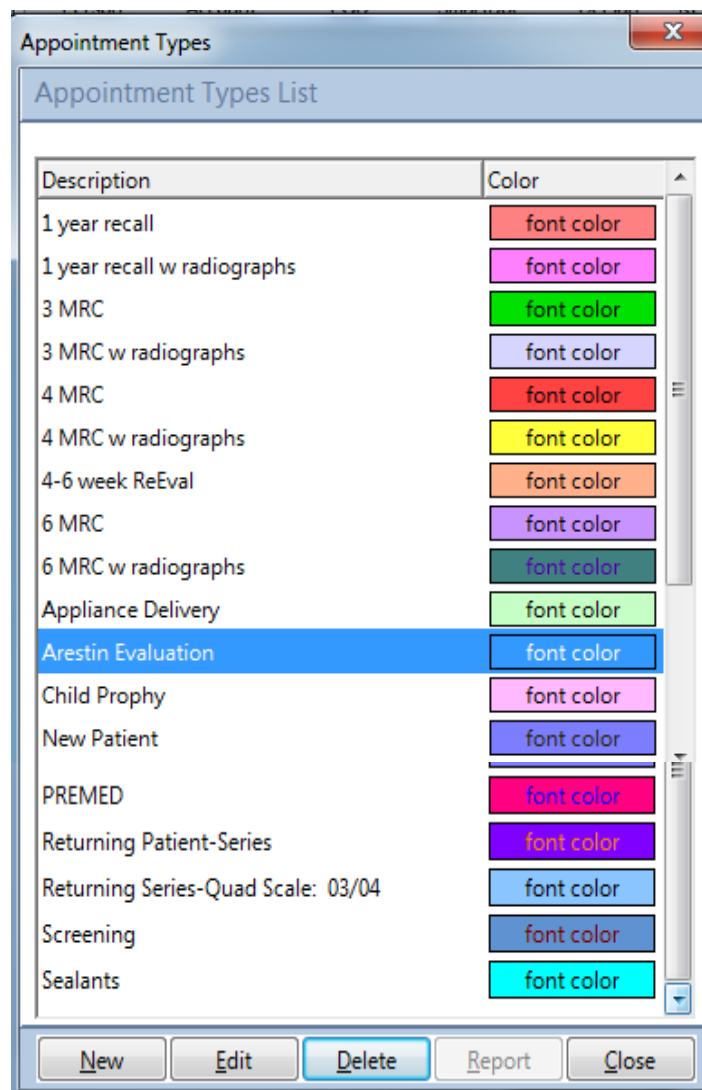 Appointment Types
Appointment Types List
Description Color
1 year recall font color
1 year recall w radiographs font color
3 MRC font color
3 MRC w radiographs font color
4 MRC font color
4 MRC w radiographs font color
4-6 week ReEval font color
6 MRC font color
6 MRC w radiographs font color
Appliance Delivery font color
Arestin Evaluation font color
Child Prophy font color
New Patient font color
PREMED font color
Returning Patient-Series font color
Returning Series-Quad Scale: 03/04 font color
Screening font color
Sealants font color
New Edit Delete Report Close